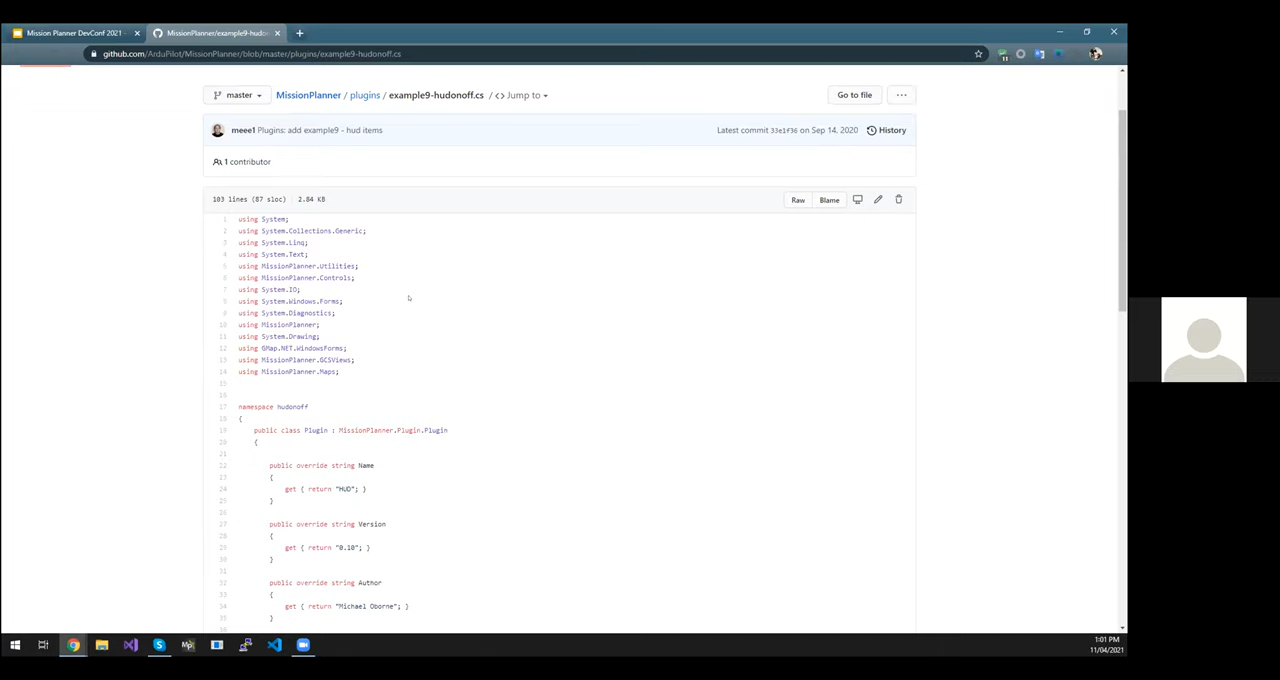 Mission Planner DevConf 2021 -
MissionPlanner/example9-hudonoff
github.com/ArduPilot/MissionPlanner/blob/master/plugins/example9-hudonoff.cs
master MissionPlanner / plugins / example9-hudonoff.cs / <> Jump to Go to file ...
meee1 Plugins: add example9 - hud items Latest commit 33e1f36 on Sep 14, 2020 History
1 contributor
103 lines (87 sloc) 2.84 KB Raw Blame
1 using System;
2 using System.Collections.Generic;
3 using System.Linq;
4 using System.Text;
5 using MissionPlanner.Utilities;
6 using MissionPlanner.Controls;
7 using System.IO;
8 using System.Windows.Forms;
9 using System.Diagnostics;
10 using MissionPlanner;
11 using System.Drawing;
12 using GMap.NET.WindowsForms;
13 using MissionPlanner.GCSViews;
14 using MissionPlanner.Maps;
15
16
17 namespace hudonoff
18 {
19 public class Plugin : MissionPlanner.Plugin.Plugin
20 {
21
22 public override string Name
23 {
24 get { return "HUD"; }
25 }
26
27 public override string Version
28 {
29 get { return "0.10"; }
30 }
31
32 public override string Author
33 {
34 get { return "Michael Oborne"; }
35 }
36
1:01 PM
11/04/2021